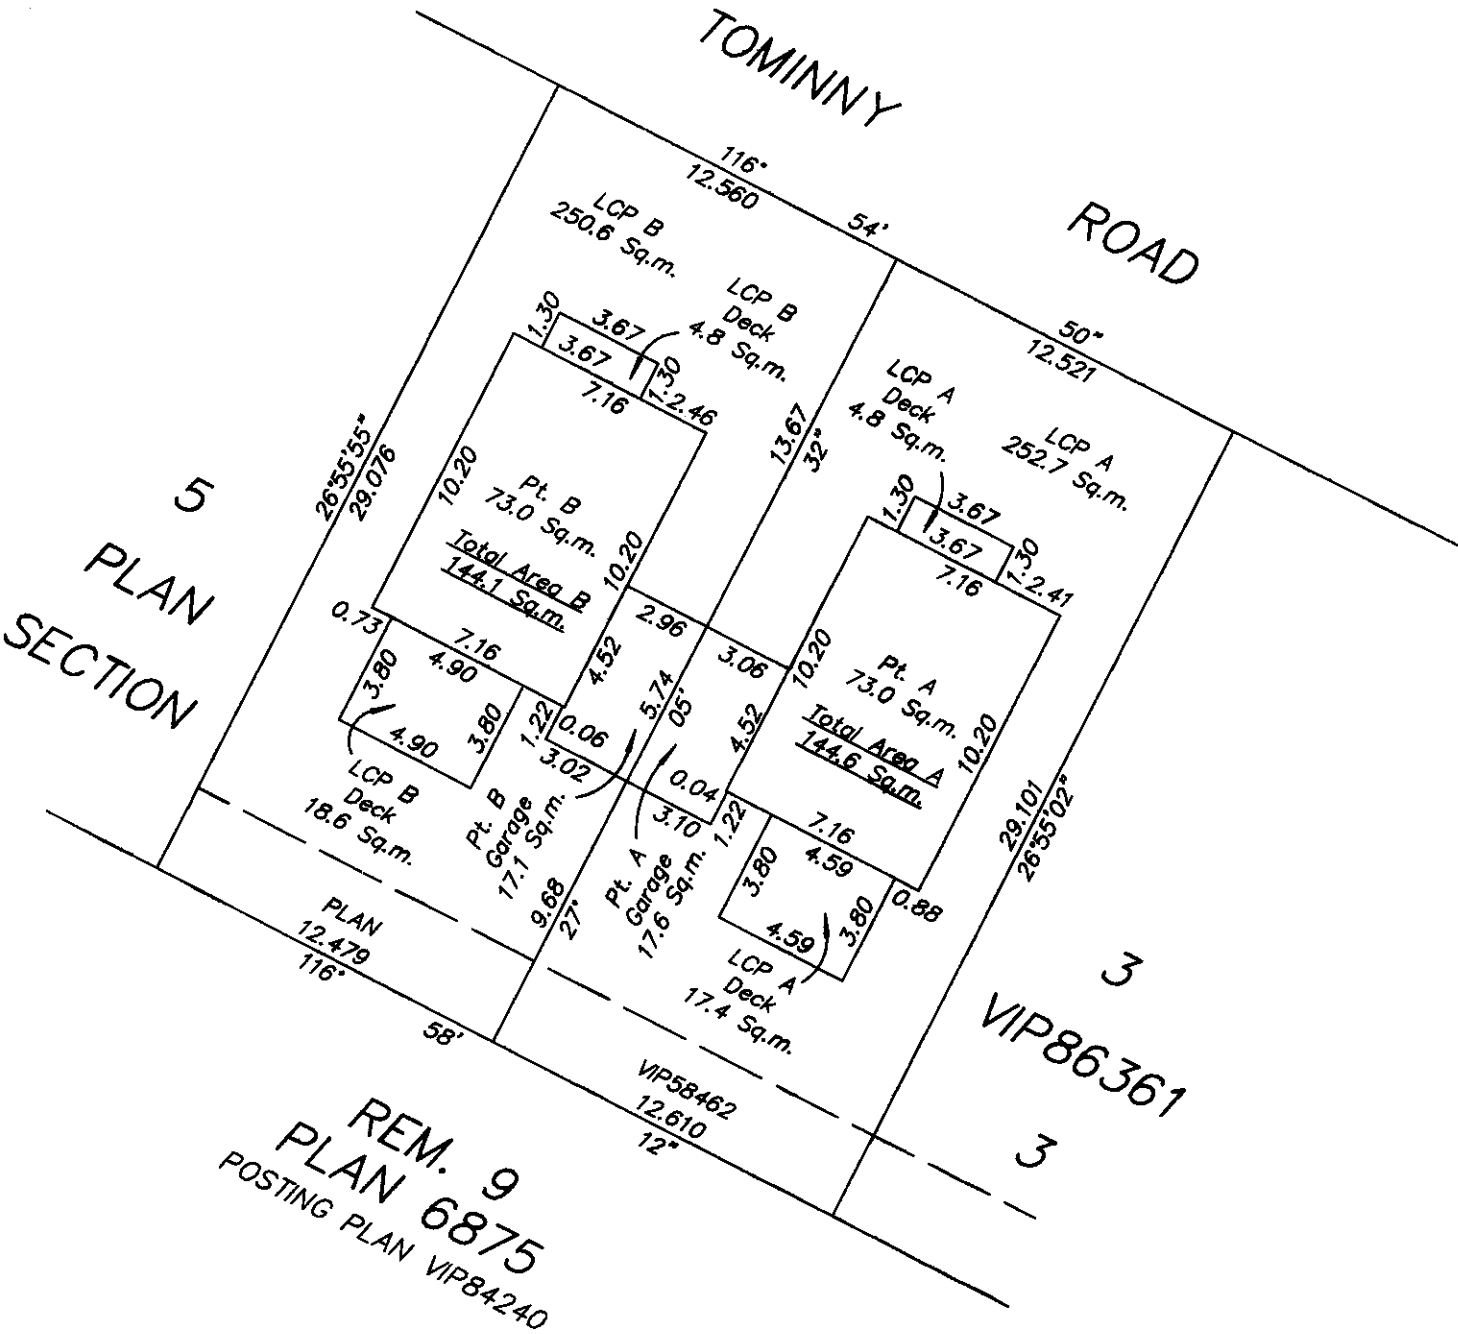 TOMINNY
ROAD
116°
12.560
54'
50"
12.521
LCP B
250.6 Sq.m.
LCP B
Deck
4.8 Sq.m.
1.30
3.67
3.67
1.30
7.16
2.46
13.67
32"
LCP A
Deck
4.8 Sq.m.
LCP A
252.7 Sq.m.
1.30
3.67
3.67
1.30
7.16
2.41
26°55'55"
29.076
10.20
Pt. B
73.0 Sq.m.
Total Area B
144.1 Sq.m.
10.20
5
PLAN
SECTION
0.73
7.16
4.90
3.80
4.90
3.80
1.22
4.52
2.96
5.74
05'
3.06
4.52
10.20
0.06
3.02
0.04
3.10
1.22
Pt. A
73.0 Sq.m.
Total Area A
144.6 Sq.m.
10.20
29.101
26°55'02"
LCP B
Deck
18.6 Sq.m.
Pt. B
Garage
17.1 Sq.m.
Pt. A
Garage
17.6 Sq.m.
7.16
4.59
3.80
4.59
3.80
0.88
9.68
27°
LCP A
Deck
17.4 Sq.m.
PLAN
12.479
116°
58'
VIP58462
12.610
12"
3
VIP86361
3
REM. 9
PLAN 6875
POSTING PLAN VIP84240